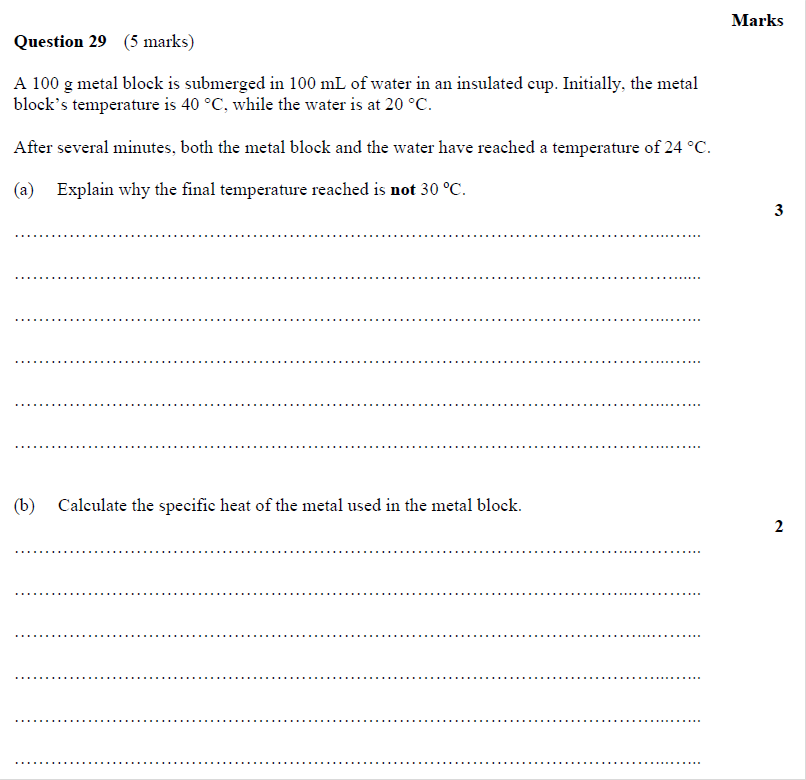 Marks
Question 29 (5 marks)
A 100 g metal block is submerged in 100 mL of water in an insulated cup. Initially, the metal
block’s temperature is 40 °C, while the water is at 20 °C.
After several minutes, both the metal block and the water have reached a temperature of 24 °C.
(a) Explain why the final temperature reached is not 30 °C.
3
(b) Calculate the specific heat of the metal used in the metal block.
2